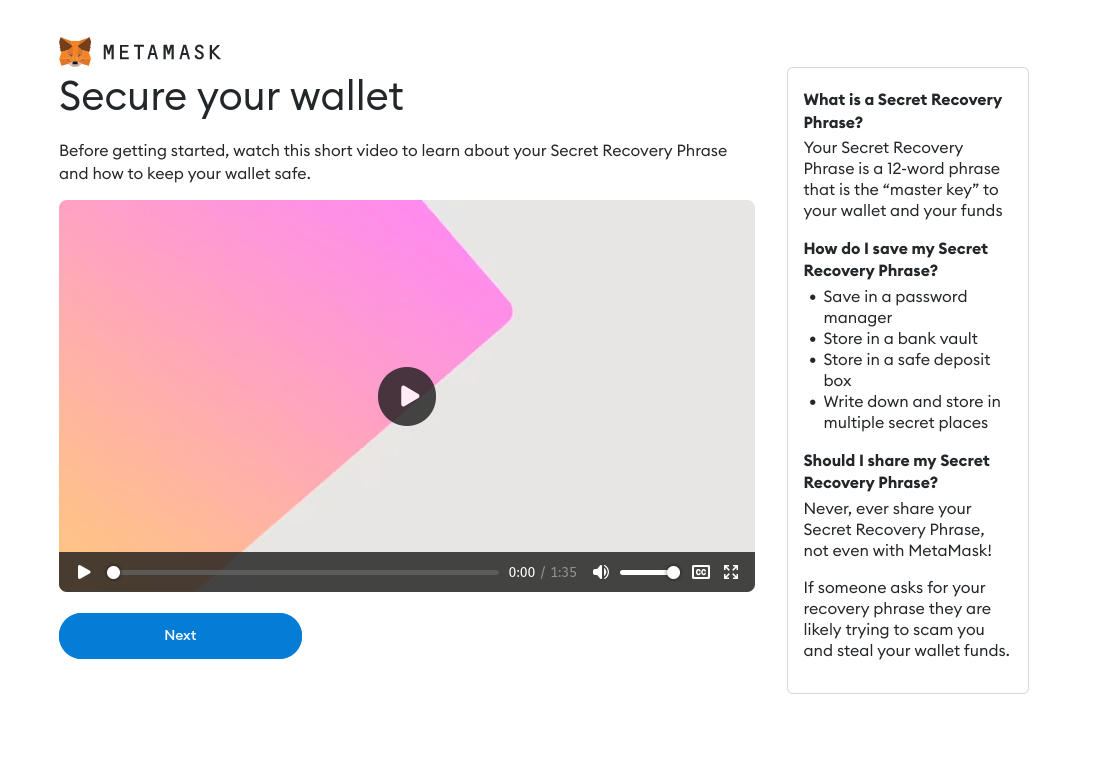 METAMASK
Secure your wallet
Before getting started, watch this short video to learn about your Secret Recovery Phrase
and how to keep your wallet safe.
0:00 / 1:35
CC
Next
What is a Secret Recovery
Phrase?
Your Secret Recovery
Phrase is a 12-word phrase
that is the “master key” to
your wallet and your funds
How do I save my Secret
Recovery Phrase?
• Save in a password
manager
• Store in a bank vault
• Store in a safe deposit
box
• Write down and store in
multiple secret places
Should I share my Secret
Recovery Phrase?
Never, ever share your
Secret Recovery Phrase,
not even with MetaMask!
If someone asks for your
recovery phrase they are
likely trying to scam you
and steal your wallet funds.